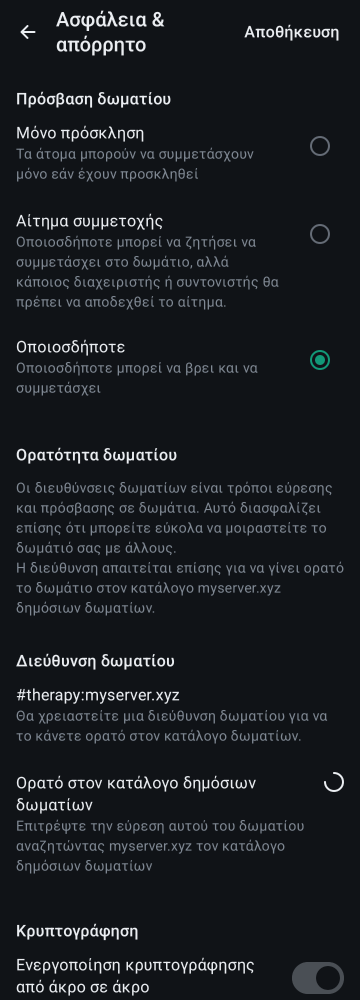 Ασφάλεια &
απόρρητο
Αποθήκευση
Πρόσβαση δωματίου
Μόνο πρόσκληση
Τα άτομα μπορούν να συμμετάσχουν
μόνο εάν έχουν προσκληθεί
Αίτημα συμμετοχής
Οποιοσδήποτε μπορεί να ζητήσει να
συμμετάσχει στο δωμάτιο, αλλά
κάποιος διαχειριστής ή συντονιστής θα
πρέπει να αποδεχθεί το αίτημα.
Οποιοσδήποτε
Οποιοσδήποτε μπορεί να βρει και να
συμμετάσχει
Ορατότητα δωματίου
Οι διευθύνσεις δωματίων είναι τρόποι εύρεσης
και πρόσβασης σε δωμάτια. Αυτό διασφαλίζει
επίσης ότι μπορείτε εύκολα να μοιραστείτε το
δωμάτιό σας με άλλους.
Η διεύθυνση απαιτείται επίσης για να γίνει ορατό
το δωμάτιο στον κατάλογο myserver.xyz
δημόσιων δωματίων.
Διεύθυνση δωματίου
#therapy:myserver.xyz
Θα χρειαστείτε μια διεύθυνση δωματίου για να
το κάνετε ορατό στον κατάλογο δωματίων.
Ορατό στον κατάλογο δημόσιων
δωματίων
Επιτρέψτε την εύρεση αυτού του δωματίου
αναζητώντας myserver.xyz τον κατάλογο
δημόσιων δωματίων
Κρυπτογράφηση
Ενεργοποίηση κρυπτογράφησης
από άκρο σε άκρο